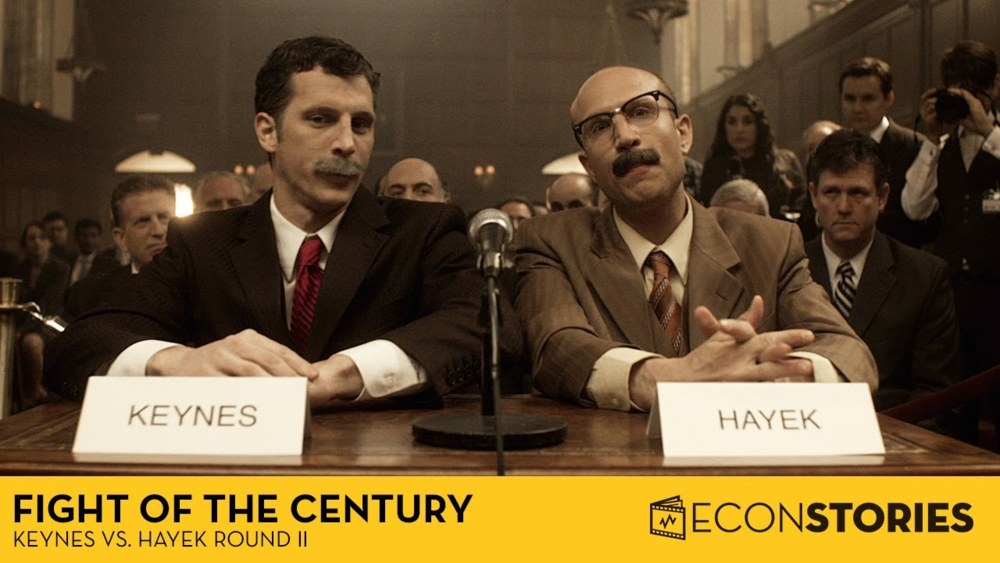 KEYNES
HAYEK
FIGHT OF THE CENTURY
KEYNES VS. HAYEK ROUND II
ECONSTORIES